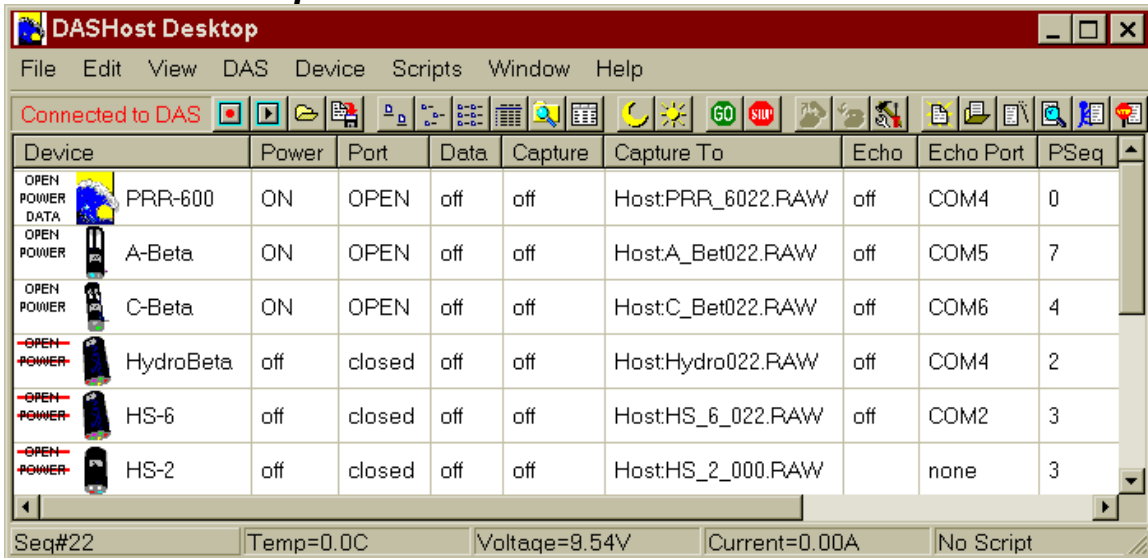 DASHost Desktop
File Edit View DAS Device Scripts Window Help
Connected to DAS GO STOP
Device Power Port Data Capture Capture To Echo Echo Port PSeq
OPEN
POWER
DATA
PRR-600 ON OPEN off off Host:PRR_6022.RAW off COM4 0
OPEN
POWER
A-Beta ON OPEN off off Host:A_Bet022.RAW off COM5 7
OPEN
POWER
C-Beta ON OPEN off off Host:C_Bet022.RAW off COM6 4
OPEN
POWER
HydroBeta off closed off off Host:Hydro022.RAW off COM4 2
OPEN
POWER
HS-6 off closed off off Host:HS_6_022.RAW off COM2 3
OPEN
POWER
HS-2 off closed off off Host:HS_2_000.RAW none 3
Seq#22 Temp=0.0C Voltage=9.54V Current=0.00A No Script